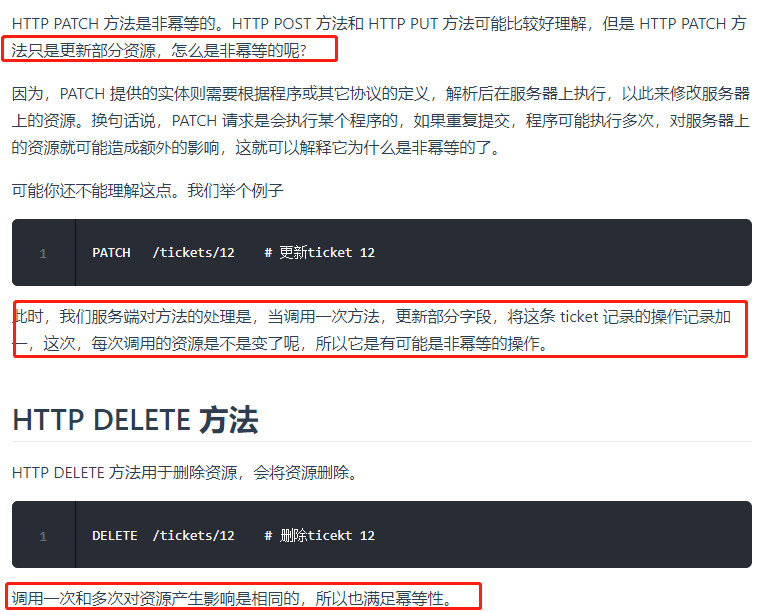 HTTP PATCH 方法是非幂等的。HTTP POST 方法和 HTTP PUT 方法可能比较好理解，但是 HTTP PATCH 方
法只是更新部分资源，怎么是非幂等的呢?
因为，PATCH 提供的实体则需要根据程序或其它协议的定义，解析后在服务器上执行，以此来修改服务器
上的资源。换句话说，PATCH 请求是会执行某个程序的，如果重复提交，程序可能执行多次，对服务器上
的资源就可能造成额外的影响，这就可以解释它为什么是非幂等的了。
可能你还不能理解这点。我们举个例子
1 PATCH /tickets/12 # 更新ticket 12
此时，我们服务端对方法的处理是，当调用一次方法，更新部分字段，将这条 ticket 记录的操作记录加
一，这次，每次调用的资源是不是变了呢，所以它是有可能是非幂等的操作。
HTTP DELETE 方法
HTTP DELETE 方法用于删除资源，会将资源删除。
1 DELETE /tickets/12 # 删除ticekt 12
调用一次和多次对资源产生影响是相同的，所以也满足幂等性。